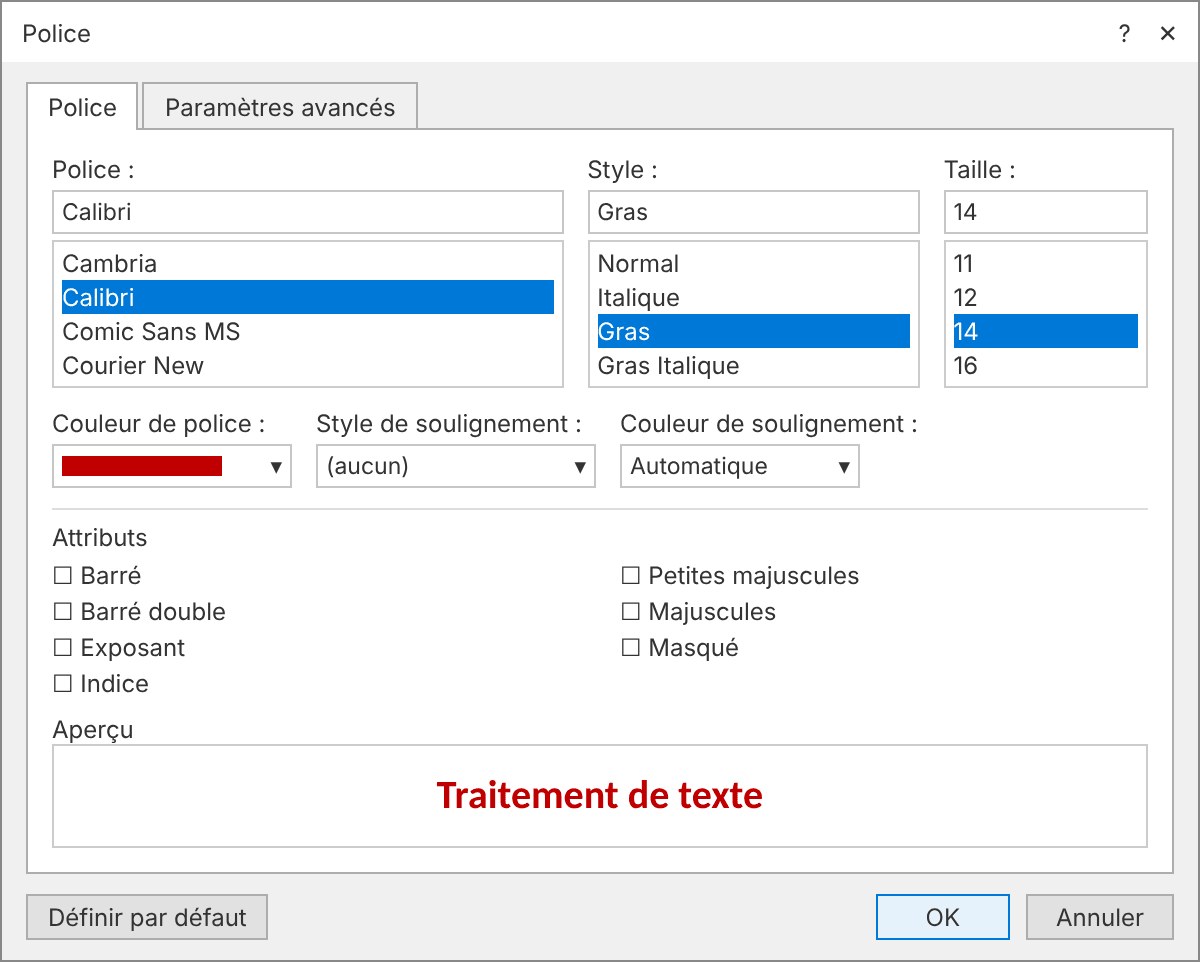 Police
? ✕
Police Paramètres avancés
Police : Style : Taille :
Calibri Gras 14
Cambria Normal 11
Calibri Italique 12
Comic Sans MS Gras 14
Courier New Gras Italique 16
Couleur de police : Style de soulignement : Couleur de soulignement :
▼ (aucun) ▼ Automatique ▼
Attributs
☐ Barré ☐ Petites majuscules
☐ Barré double ☐ Majuscules
☐ Exposant ☐ Masqué
☐ Indice
Aperçu
Traitement de texte
Définir par défaut OK Annuler